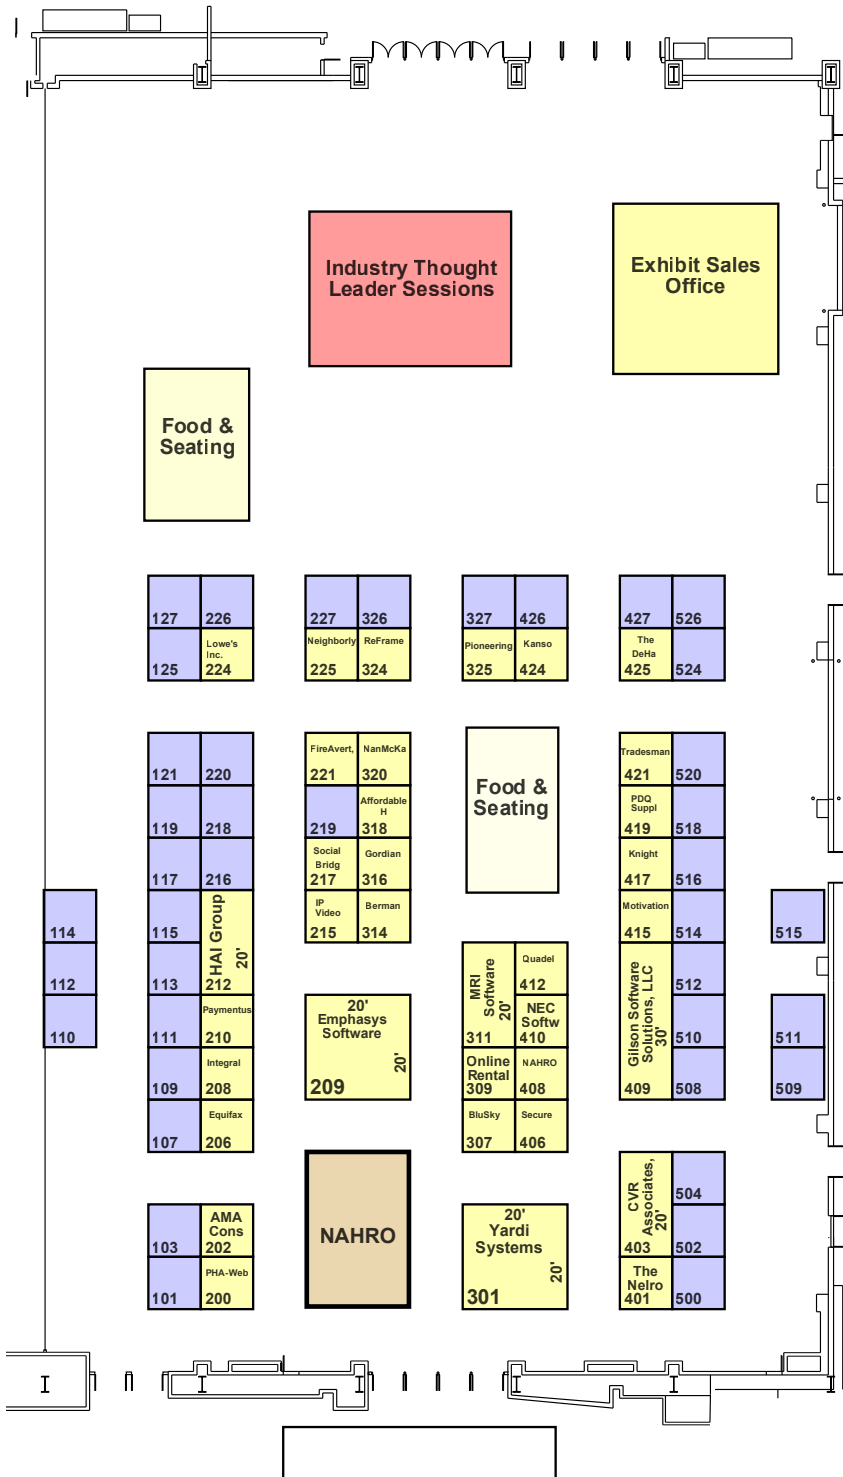 Industry Thought
Leader Sessions
Exhibit Sales
Office
Food &
Seating
127
226
227
326
327
426
427
526
125
Lowe's
Inc.
224
Neighborly
225
ReFrame
324
Pioneering
325
Kanso
424
The
DeHa
425
524
121
220
FireAvert,
221
NanMcKa
320
Food &
Seating
Tradesman
421
520
119
218
219
Affordable
H
318
PDQ
Suppl
419
518
117
216
Social
Bridg
217
Gordian
316
Knight
417
516
114
115
HAI Group
20'
212
IP
Video
215
Berman
314
Motivation
415
514
515
112
113
MRI
Software
20'
311
Quadel
412
Gilson Software
Solutions, LLC
30'
409
512
110
111
Paymentus
210
20'
Emphasys
Software
20'
209
NEC
Softw
410
510
511
109
Integral
208
Online
Rental
309
NAHRO
408
508
509
107
Equifax
206
BluSky
307
Secure
406
NAHRO
CVR
Associates,
20'
403
504
103
AMA
Cons
202
20'
Yardi
Systems
20'
301
502
101
PHA-Web
200
The
Nelro
401
500